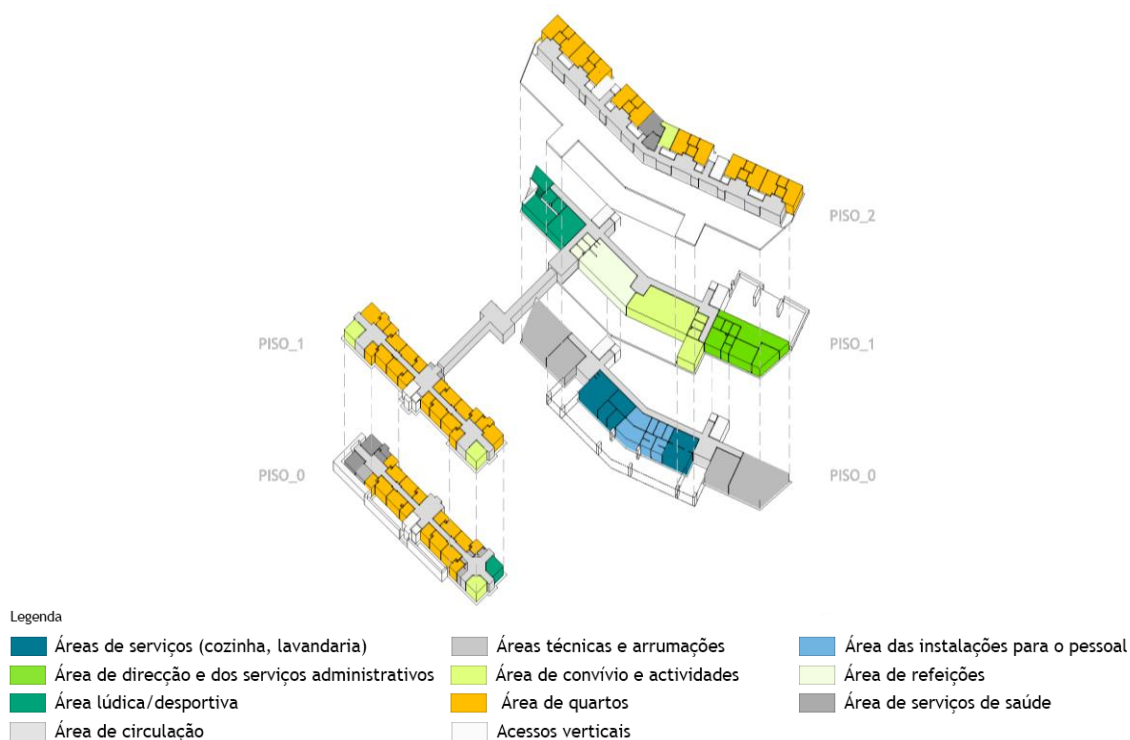 PISO_2
PISO_1
PISO_1
PISO_0
PISO_0
Legenda
Áreas de serviços (cozinha, lavandaria)
Áreas técnicas e arrumações
Área das instalações para o pessoal
Área de direcção e dos serviços administrativos
Área de convívio e actividades
Área de refeições
Área lúdica/desportiva
Área de quartos
Área de serviços de saúde
Área de circulação
Acessos verticais